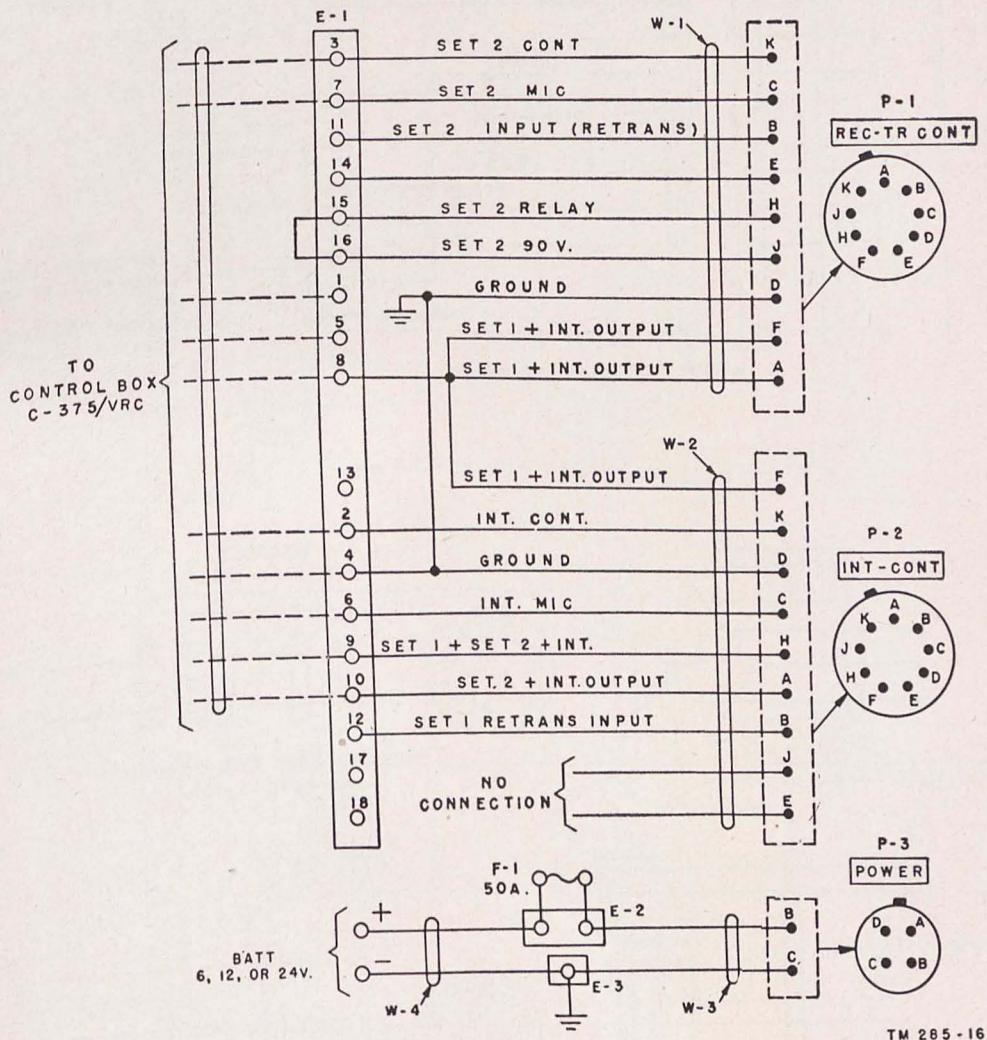 E-1
W-1
3 SET 2 CONT K
7 SET 2 MIC C
11 SET 2 INPUT (RETRANS) B
14 E
15 SET 2 RELAY H
16 SET 2 90 V. J
1 GROUND D
5 SET 1 + INT. OUTPUT F
8 SET 1 + INT. OUTPUT A
P-1
REC-TR CONT
A
B
C
D
E
F
H
J
K
TO
CONTROL BOX
C-375/VRC
W-2
13 SET 1 + INT. OUTPUT F
2 INT. CONT. K
4 GROUND D
6 INT. MIC C
9 SET 1 + SET 2 + INT. H
10 SET. 2 + INT. OUTPUT A
12 SET 1 RETRANS INPUT B
17 J
18 E
NO
CONNECTION
P-2
INT-CONT
A
B
C
D
E
F
H
J
K
F-1
50A.
E-2
+
−
BATT
6, 12, OR 24V.
E-3
W-4
W-3
B
C
P-3
POWER
D A
C B
TM 285-16